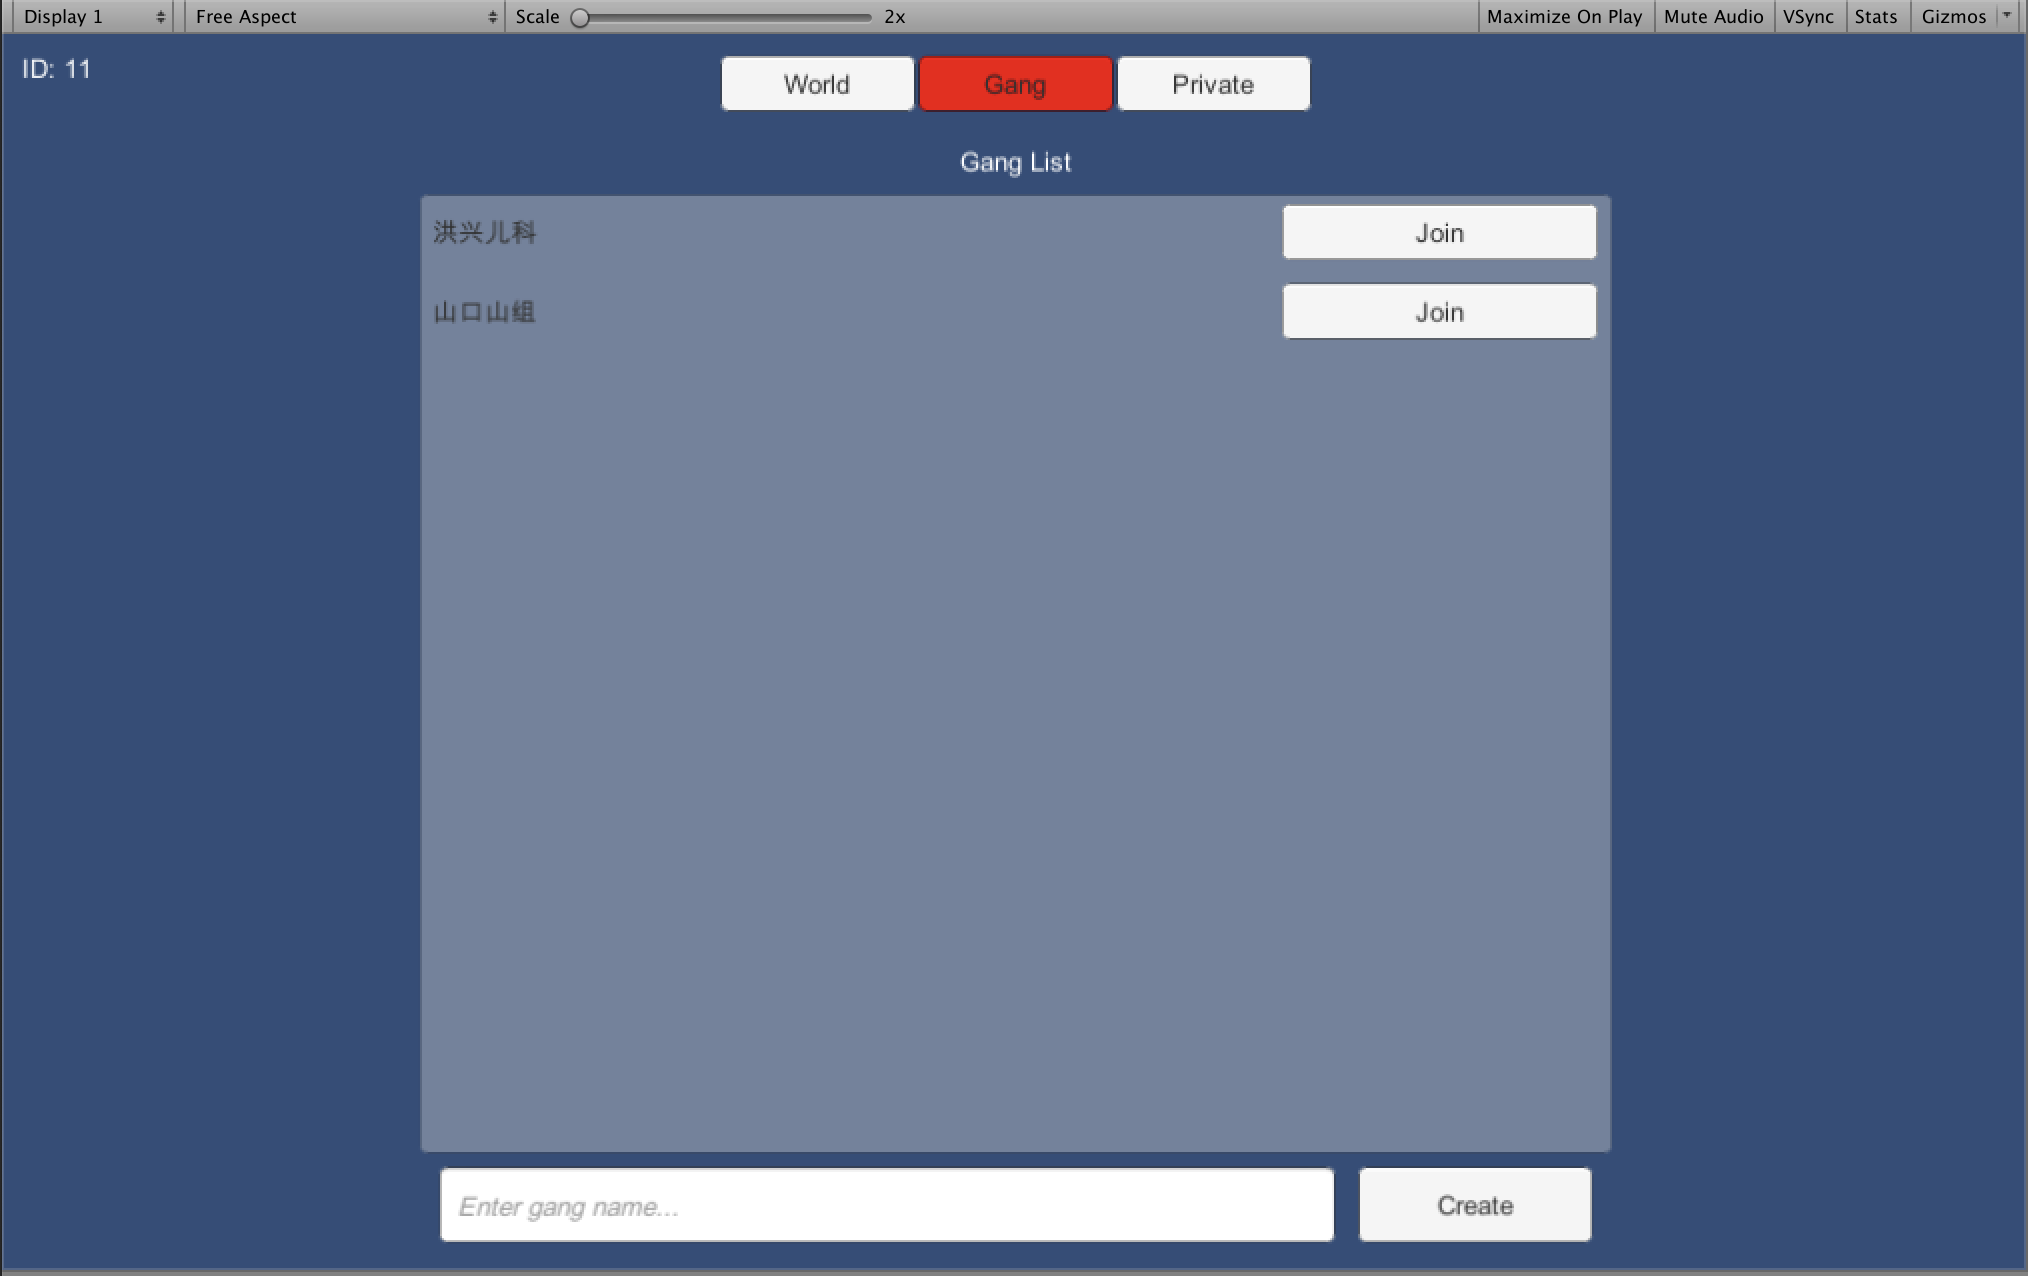 Display 1 Free Aspect Scale 2x Maximize On Play Mute Audio VSync Stats Gizmos
ID: 11
World Gang Private
Gang List
洪兴儿科 Join
山口山组 Join
Enter gang name... Create